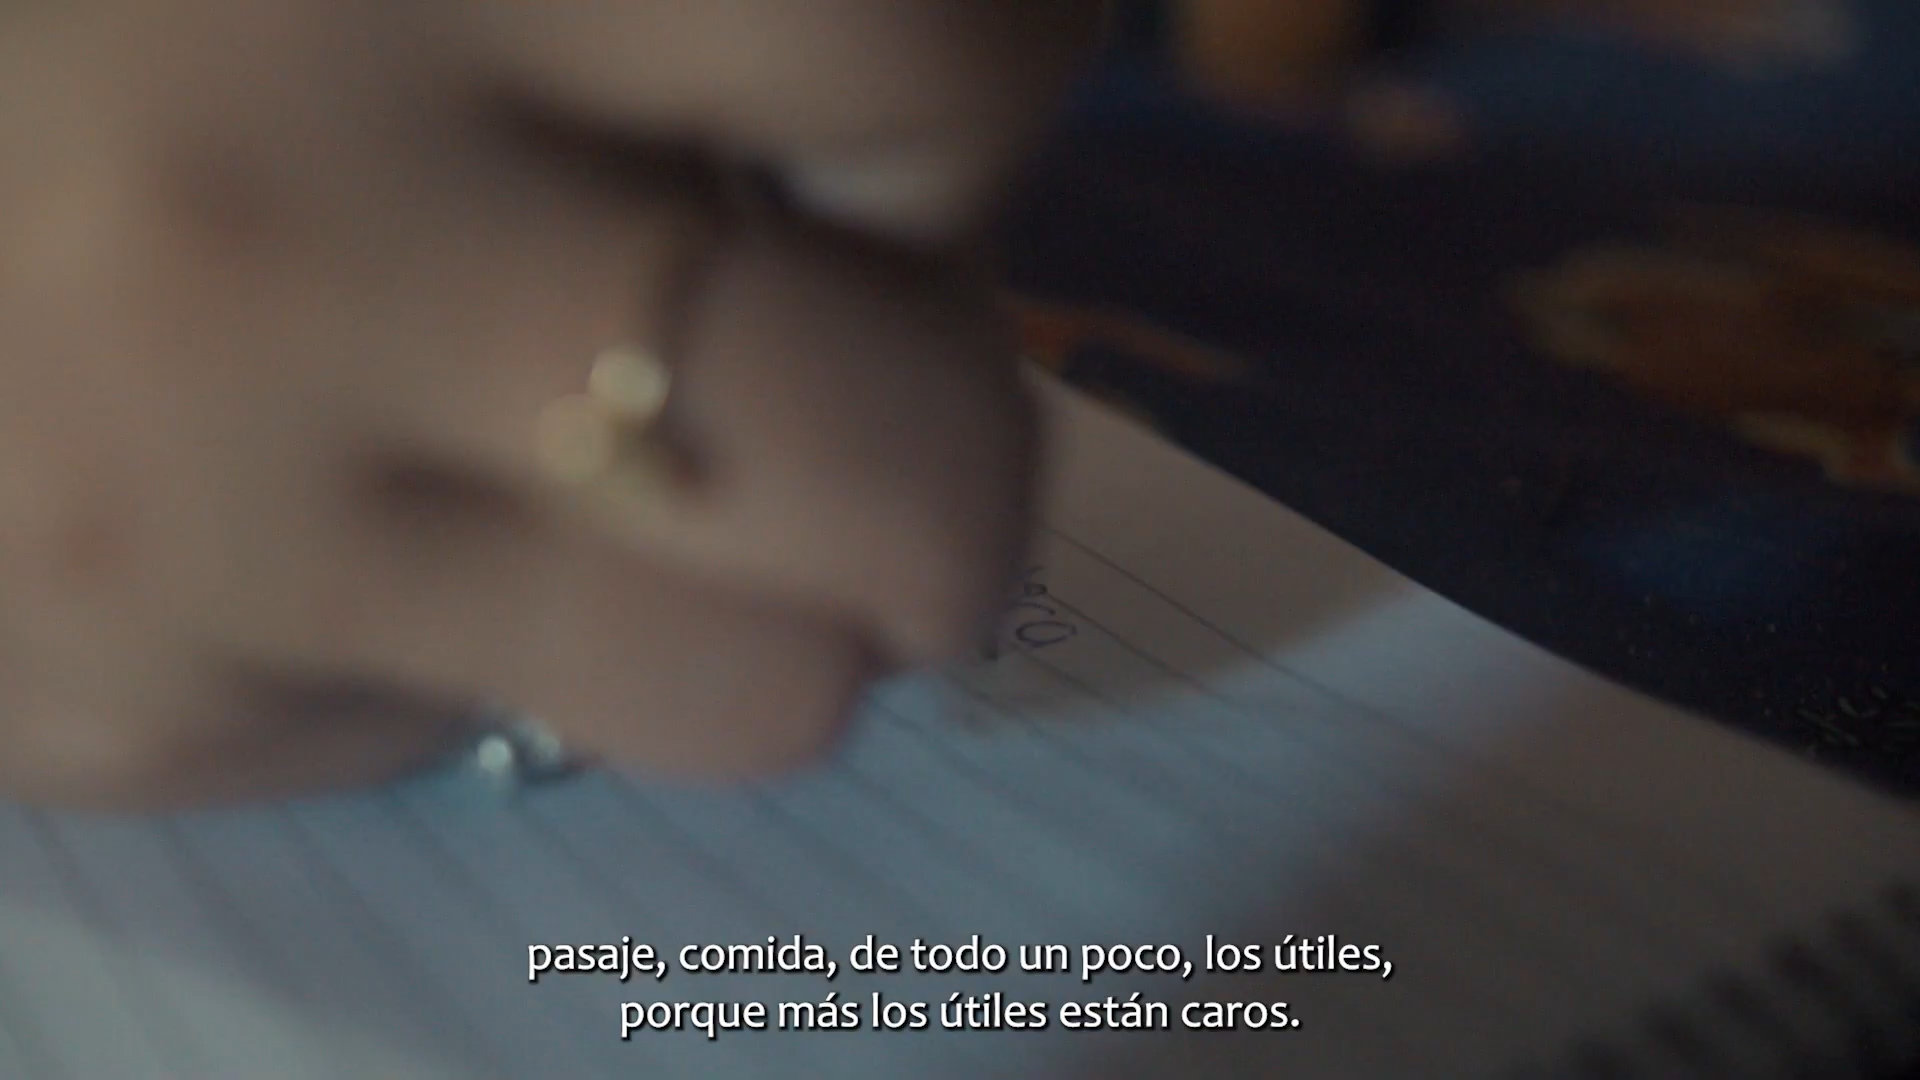 pasaje, comida, de todo un poco, los útiles,
porque más los útiles están caros.